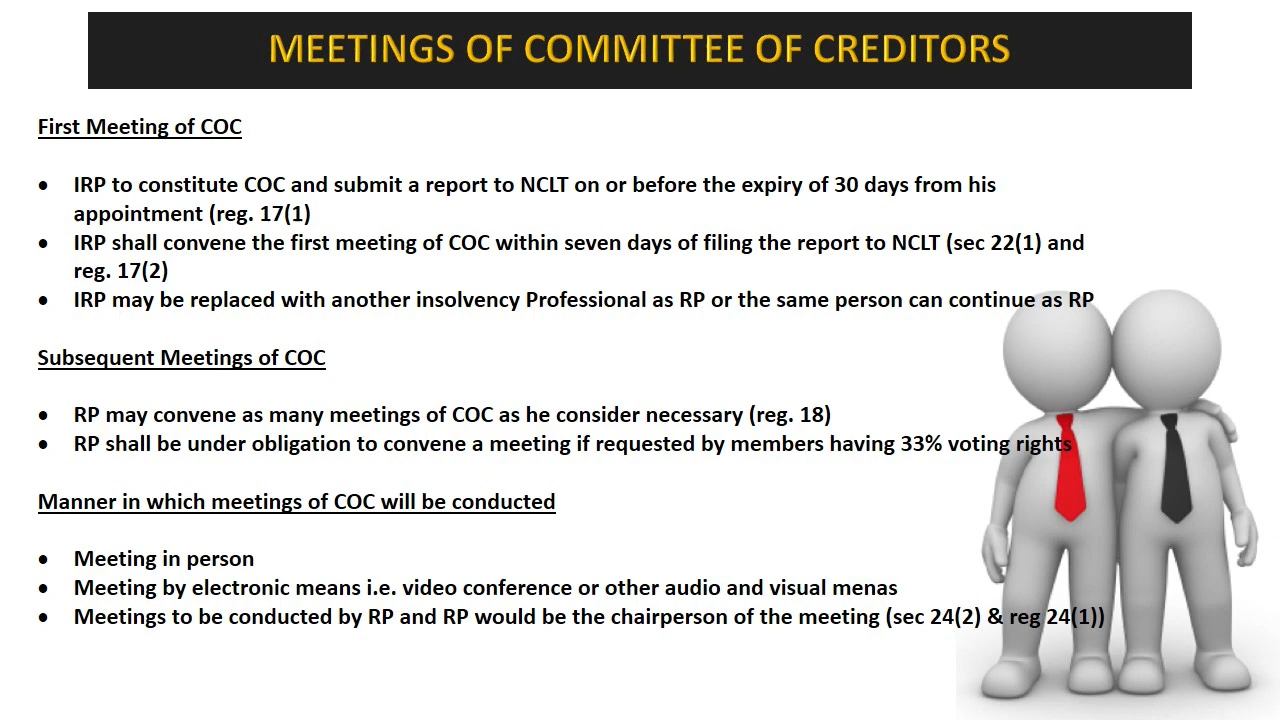 MEETINGS OF COMMITTEE OF CREDITORS
First Meeting of COC
• IRP to constitute COC and submit a report to NCLT on or before the expiry of 30 days from his
appointment (reg. 17(1)
• IRP shall convene the first meeting of COC within seven days of filing the report to NCLT (sec 22(1) and
reg. 17(2)
• IRP may be replaced with another insolvency Professional as RP or the same person can continue as RP
Subsequent Meetings of COC
• RP may convene as many meetings of COC as he consider necessary (reg. 18)
• RP shall be under obligation to convene a meeting if requested by members having 33% voting rights
Manner in which meetings of COC will be conducted
• Meeting in person
• Meeting by electronic means i.e. video conference or other audio and visual menas
• Meetings to be conducted by RP and RP would be the chairperson of the meeting (sec 24(2) & reg 24(1))